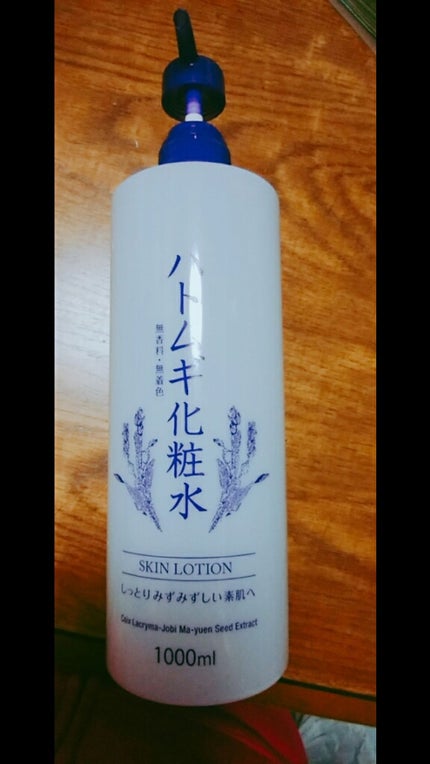 ハトムギ化粧水
無香料・無着色
SKIN LOTION
しっとりみずみずしい素肌へ
Coix Lacryma-Jobi Ma-yuen Seed Extract
1000ml